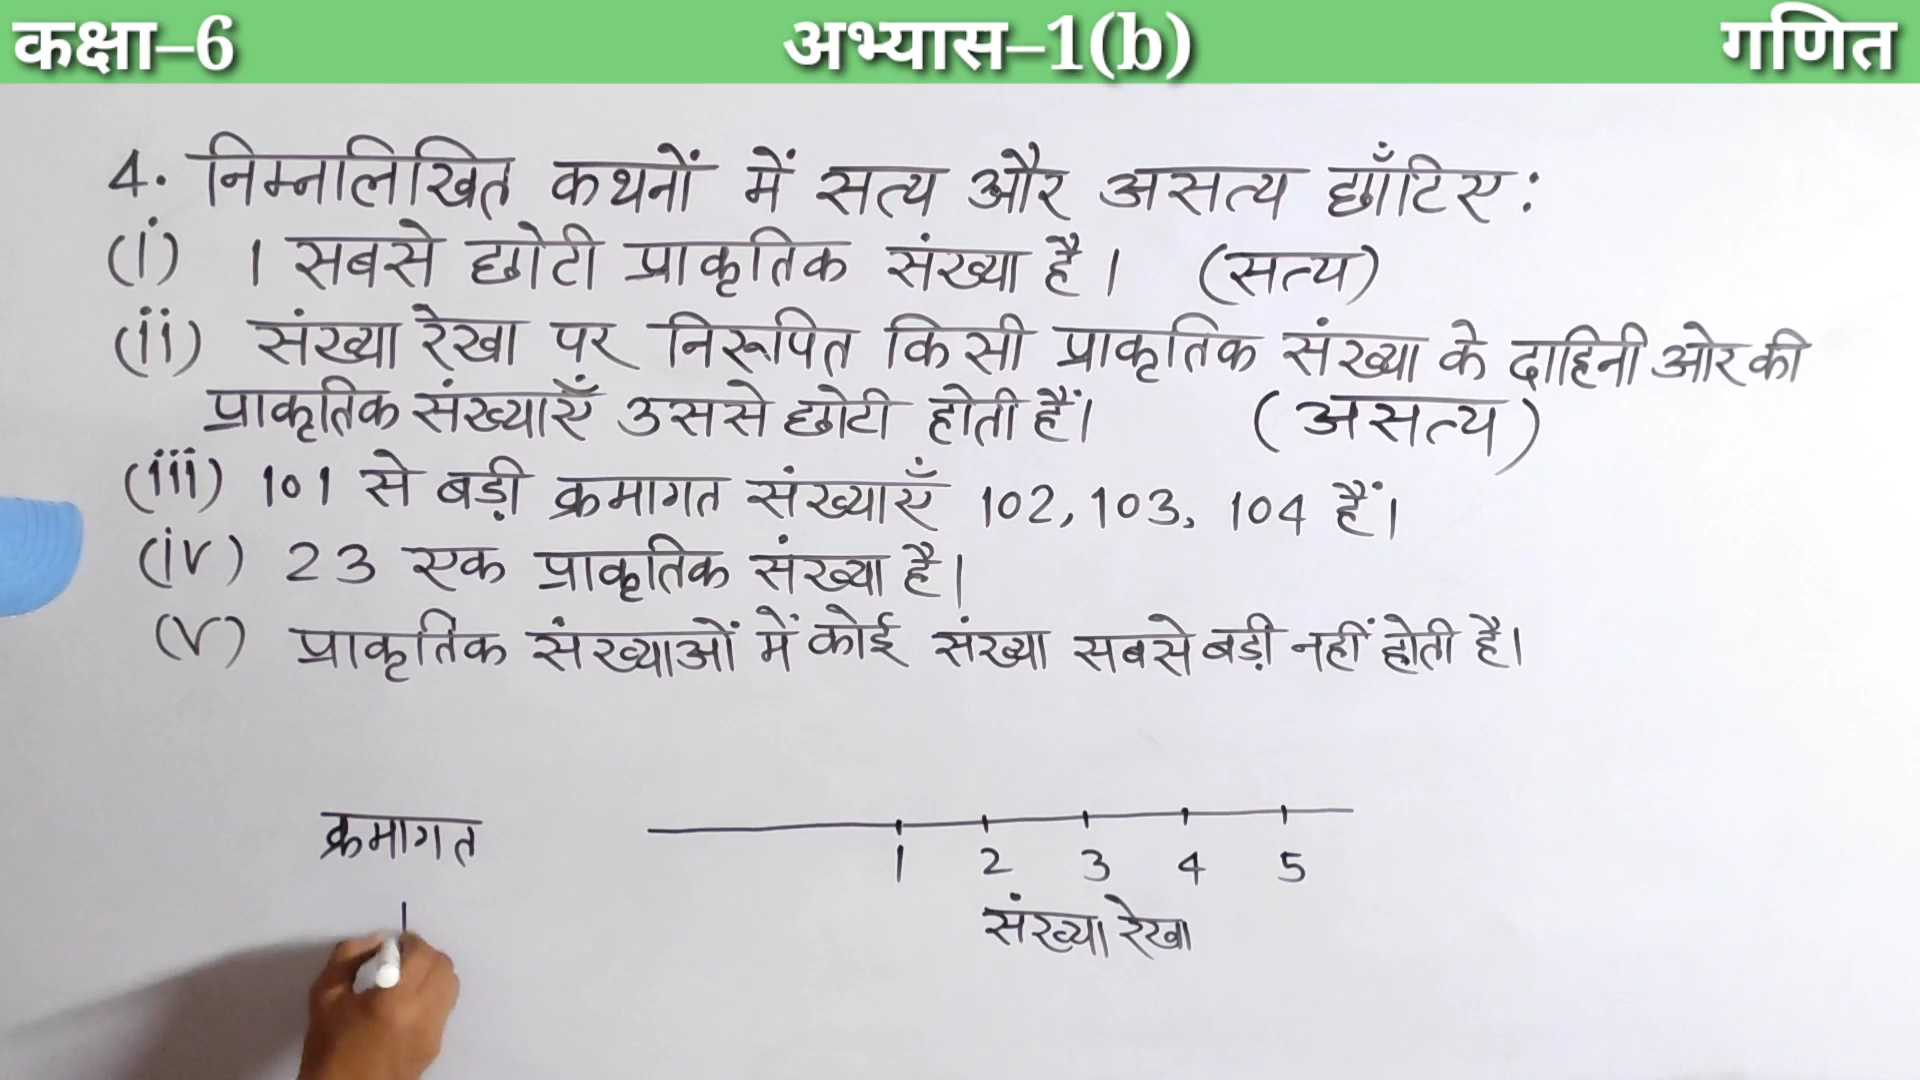 कक्षा–6 अभ्यास–1(b) गणित
4. निम्नलिखित कथनों में सत्य और असत्य छाँटिए:
(i) 1 सबसे छोटी प्राकृतिक संख्या है। (सत्य)
(ii) संख्या रेखा पर निरूपित किसी प्राकृतिक संख्या के दाहिनी ओर की
प्राकृतिक संख्याएँ उससे छोटी होती हैं। (असत्य)
(iii) 101 से बड़ी क्रमागत संख्याएँ 102, 103, 104 हैं।
(iv) 23 एक प्राकृतिक संख्या है।
(v) प्राकृतिक संख्याओं में कोई संख्या सबसे बड़ी नहीं होती है।
क्रमागत
1 2 3 4 5
संख्या रेखा